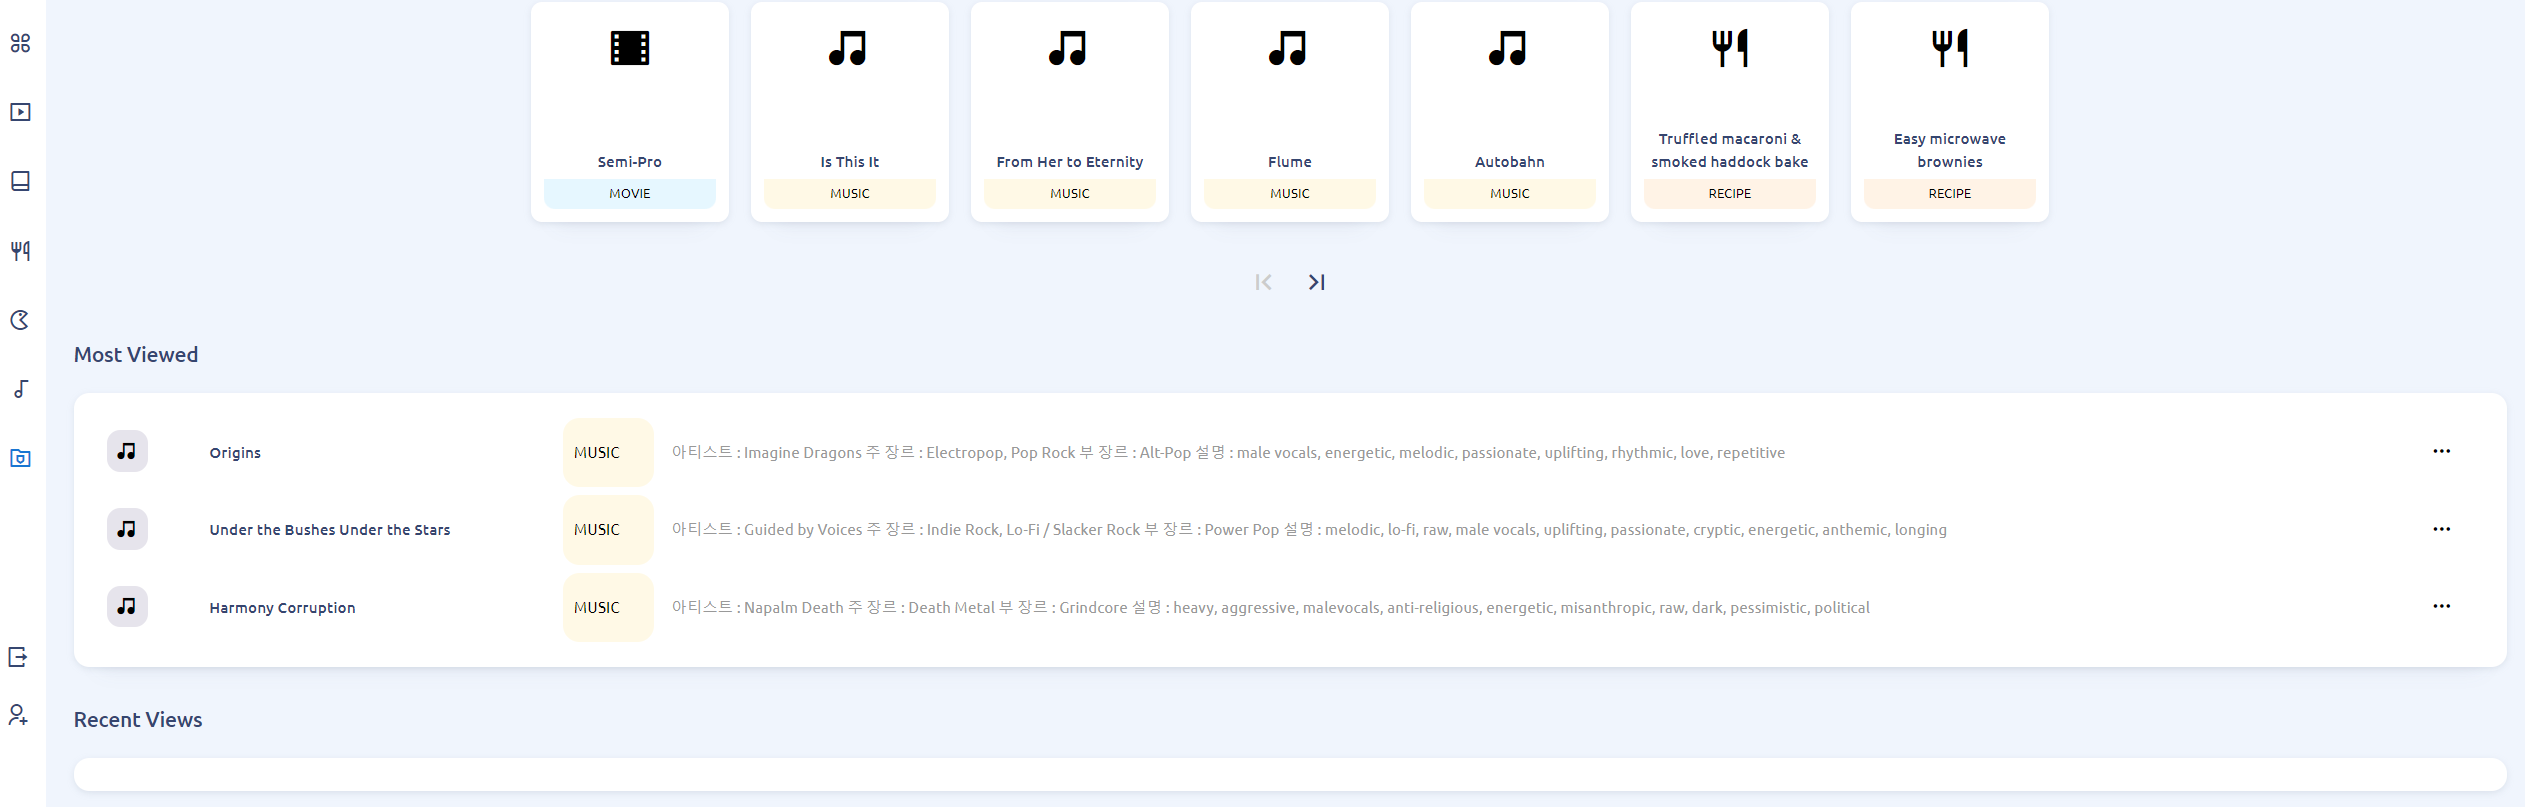 Semi-Pro
MOVIE
Is This It
MUSIC
From Her to Eternity
MUSIC
Flume
MUSIC
Autobahn
MUSIC
Truffled macaroni &
smoked haddock bake
RECIPE
Easy microwave
brownies
RECIPE
Most Viewed
Origins
MUSIC
아티스트 : Imagine Dragons 주 장르 : Electropop, Pop Rock 부 장르 : Alt-Pop 설명 : male vocals, energetic, melodic, passionate, uplifting, rhythmic, love, repetitive
Under the Bushes Under the Stars
MUSIC
아티스트 : Guided by Voices 주 장르 : Indie Rock, Lo-Fi / Slacker Rock 부 장르 : Power Pop 설명 : melodic, lo-fi, raw, male vocals, uplifting, passionate, cryptic, energetic, anthemic, longing
Harmony Corruption
MUSIC
아티스트 : Napalm Death 주 장르 : Death Metal 부 장르 : Grindcore 설명 : heavy, aggressive, malevocals, anti-religious, energetic, misanthropic, raw, dark, pessimistic, political
Recent Views